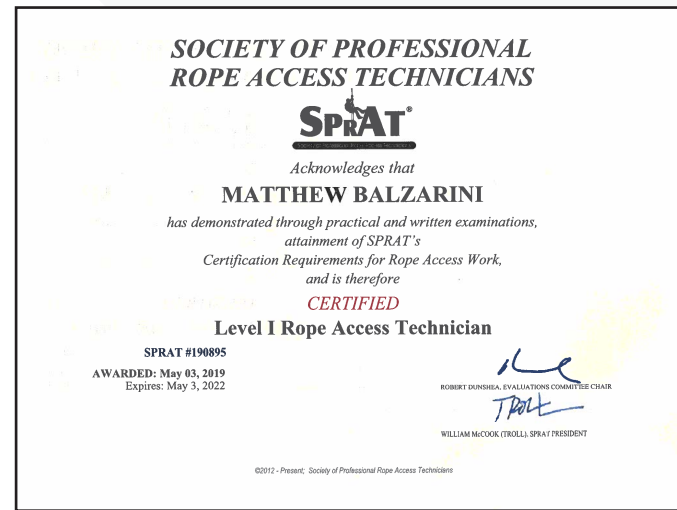 SOCIETY OF PROFESSIONAL
ROPE ACCESS TECHNICIANS
SPRAT®
Acknowledges that
MATTHEW BALZARINI
has demonstrated through practical and written examinations,
attainment of SPRAT's
Certification Requirements for Rope Access Work,
and is therefore
CERTIFIED
Level I Rope Access Technician
SPRAT #190895
AWARDED: May 03, 2019
Expires: May 3, 2022
ROBERT DUNSHEA, EVALUATIONS COMMITTEE CHAIR
TROLL
WILLIAM McCOOK (TROLL), SPRAT PRESIDENT
©2012 - Present; Society of Professional Rope Access Technicians